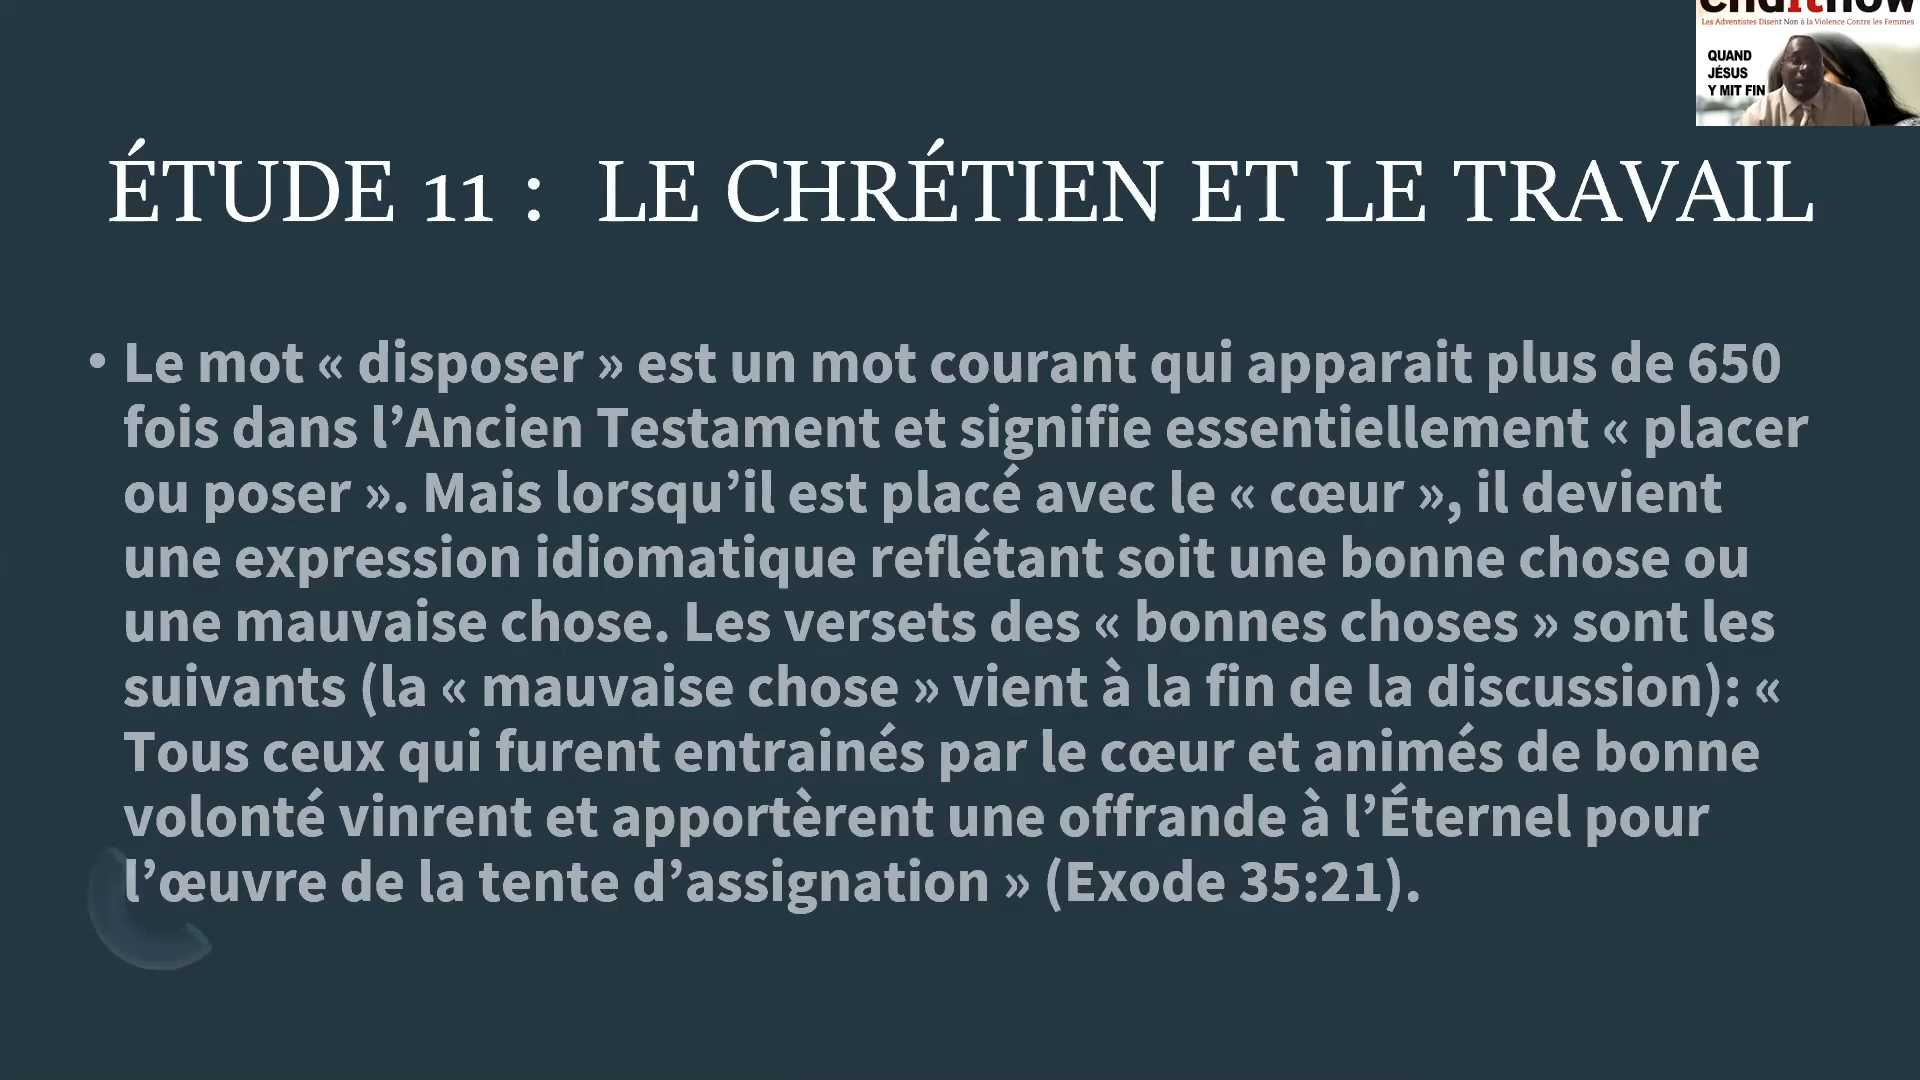 enditnow
Les Adventistes Disent Non à la Violence Contre les Femmes
QUAND
JÉSUS
Y MIT FIN
ÉTUDE 11 : LE CHRÉTIEN ET LE TRAVAIL
• Le mot « disposer » est un mot courant qui apparait plus de 650
fois dans l’Ancien Testament et signifie essentiellement « placer
ou poser ». Mais lorsqu’il est placé avec le « cœur », il devient
une expression idiomatique reflétant soit une bonne chose ou
une mauvaise chose. Les versets des « bonnes choses » sont les
suivants (la « mauvaise chose » vient à la fin de la discussion): «
Tous ceux qui furent entrainés par le cœur et animés de bonne
volonté vinrent et apportèrent une offrande à l’Éternel pour
l’œuvre de la tente d’assignation » (Exode 35:21).